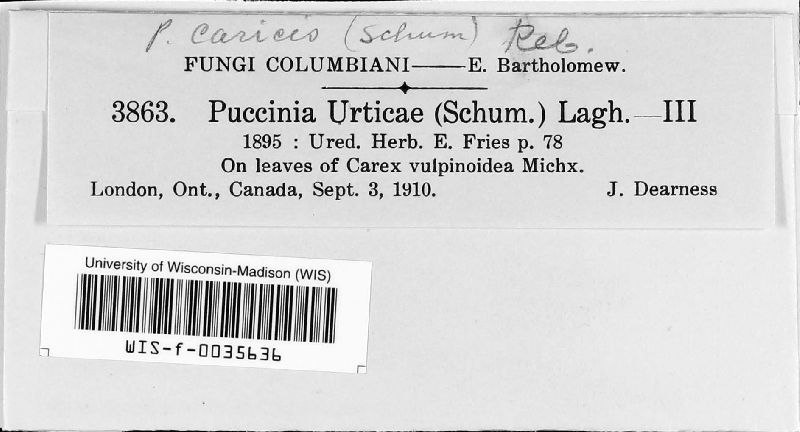 P. caricis (Schum) Reb.
FUNGI COLUMBIANI——E. Bartholomew.
3863. Puccinia Urticae (Schum.) Lagh.—III
1895 : Ured. Herb. E. Fries p. 78
On leaves of Carex vulpinoidea Michx.
London, Ont., Canada, Sept. 3, 1910. J. Dearness
University of Wisconsin-Madison (WIS)
WIS-f-0035636